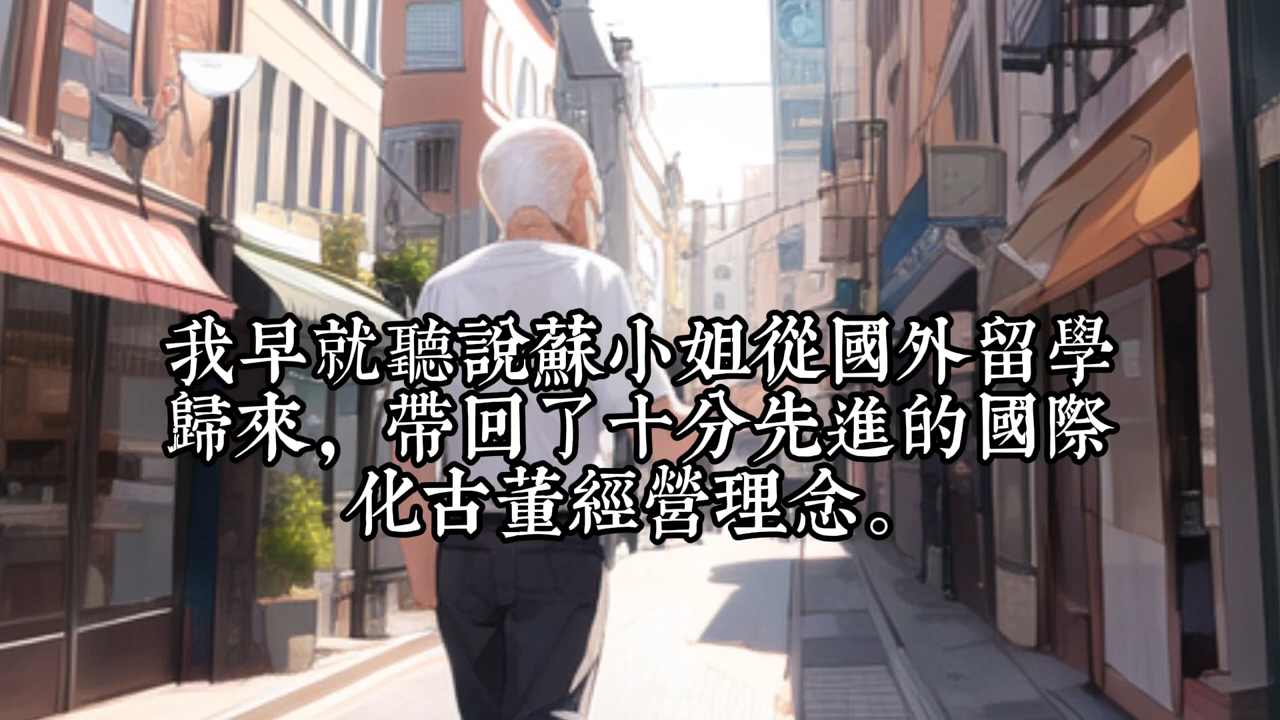 我早就聽說蘇小姐從國外留學
歸來，帶回了十分先進的國際
化古董經營理念。